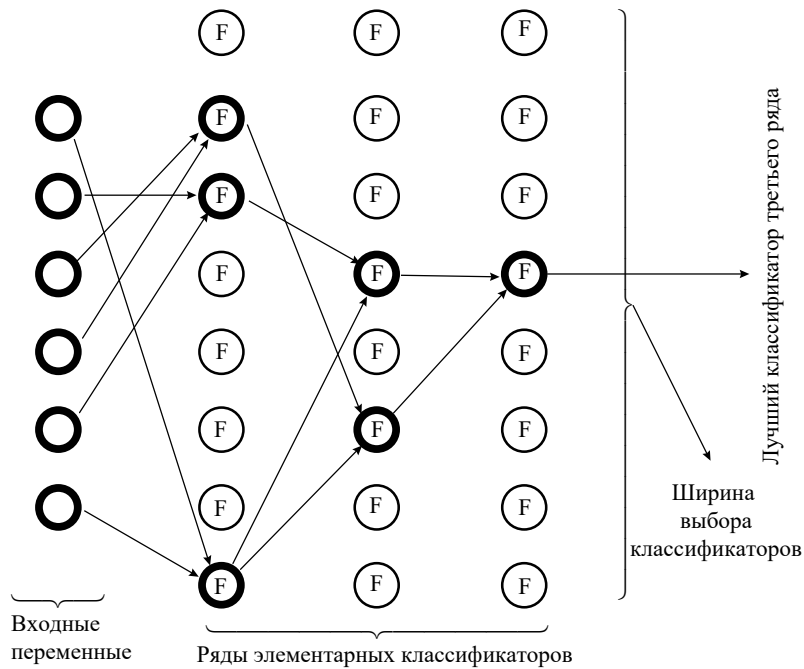 F F F
F F F
F F F
F F F
F F F
F F F
F F F
F F F
Лучший классификатор третьего ряда
Ширина
выбора
классификаторов
Входные
переменные
Ряды элементарных классификаторов